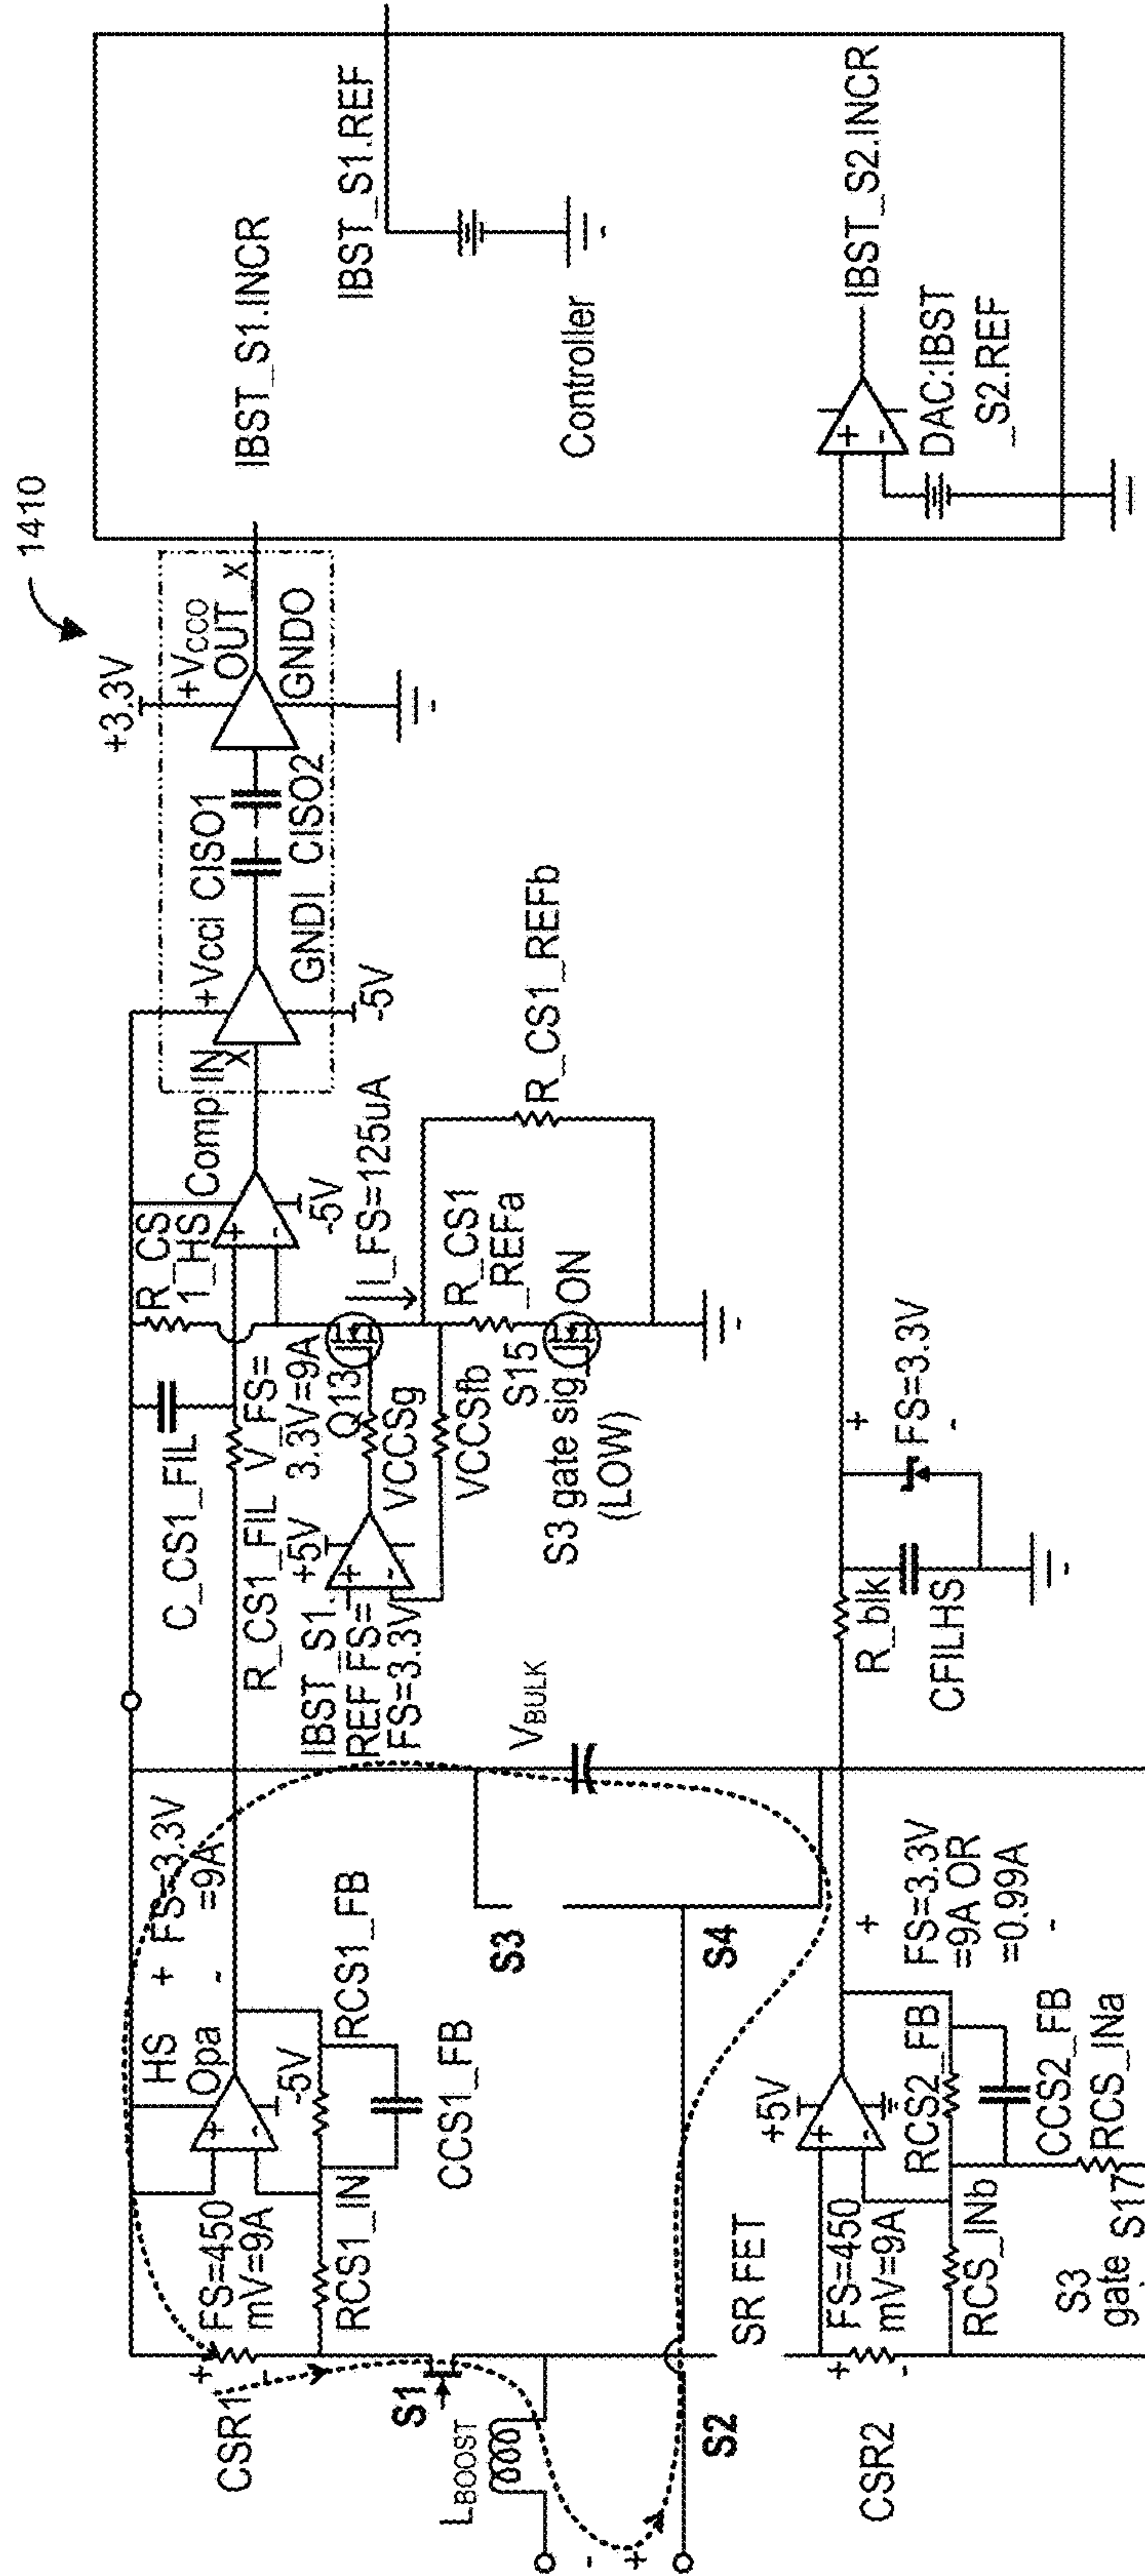 1410
CSR1
+
-
FS=450
mV=9A
RCS1_IN
HS
Opa
+
-
-5V
RCS1_FB
CCS1_FB
+ FS=3.3V
=9A
-
C_CS1_FIL
R_CS1_FIL
V_FS=
3.3V=9A
R_CS
1_HS
+
-
-5V
Comp
IN
X
+Vcci
CISO1
GNDI
CISO2
-5V
+3.3V
+VCCO
OUT
X
GNDO
IBST_S1.INCR
IBST_S1.REF
Controller
IBST_S1.
REF FS=
FS=3.3V
+5V
+
-
Q13
VCCSg
VCCSfb
I_FS=125uA
R_CS1
_REFa
R_CS1_REFb
S15
ON
S3 gate sig
(LOW)
S1
LBOOST
-
+
S2
SR FET
S3
S4
VBULK
CSR2
+
-
FS=450
mV=9A
RCS_INb
+5V
+
-
RCS2_FB
CCS2_FB
RCS_INa
S3
gate
S17
+
FS=3.3V
=9A OR
=0.99A
-
R_blk
CFILHS
+
FS=3.3V
-
+
-
IBST_S2.INCR
DAC:IBST
_S2.REF